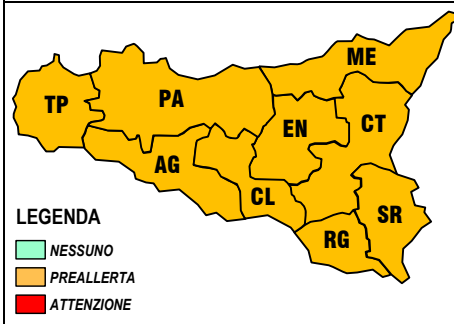 ME
TP
PA
EN
CT
AG
CL
SR
RG
LEGENDA
NESSUNO
PREALLERTA
ATTENZIONE